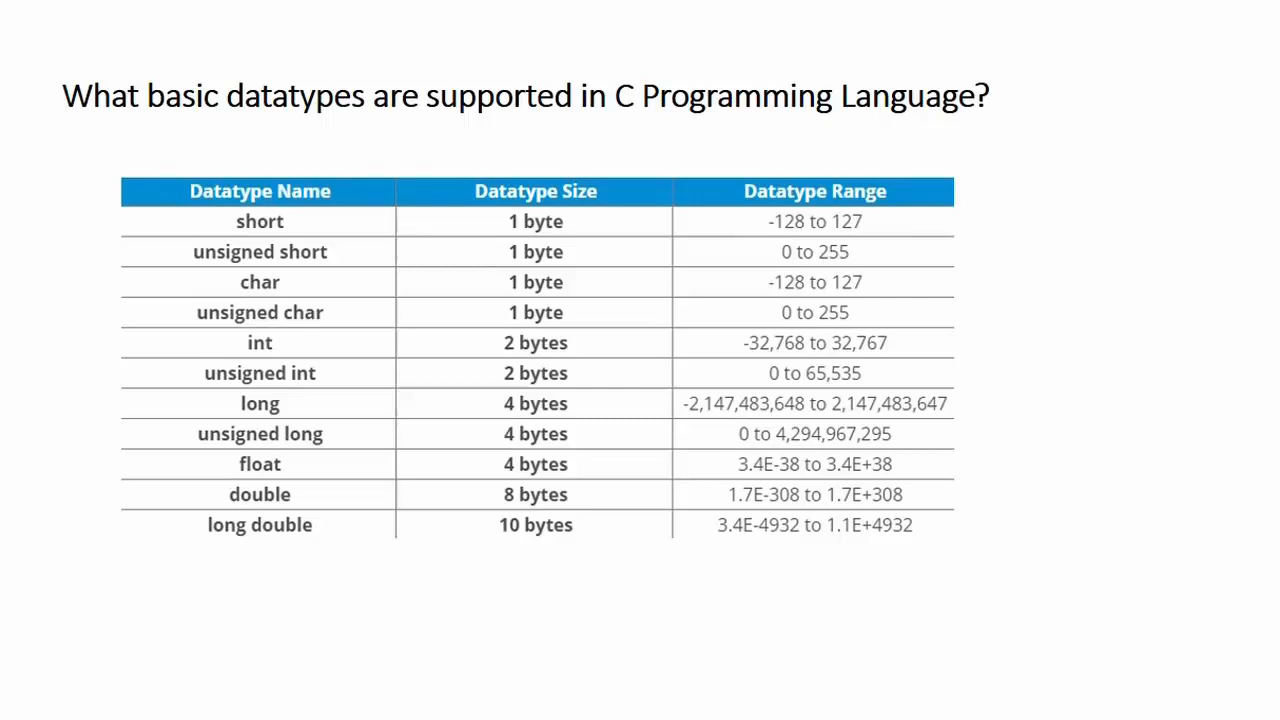 What basic datatypes are supported in C Programming Language?
Datatype Name Datatype Size Datatype Range
short 1 byte -128 to 127
unsigned short 1 byte 0 to 255
char 1 byte -128 to 127
unsigned char 1 byte 0 to 255
int 2 bytes -32,768 to 32,767
unsigned int 2 bytes 0 to 65,535
long 4 bytes -2,147,483,648 to 2,147,483,647
unsigned long 4 bytes 0 to 4,294,967,295
float 4 bytes 3.4E-38 to 3.4E+38
double 8 bytes 1.7E-308 to 1.7E+308
long double 10 bytes 3.4E-4932 to 1.1E+4932